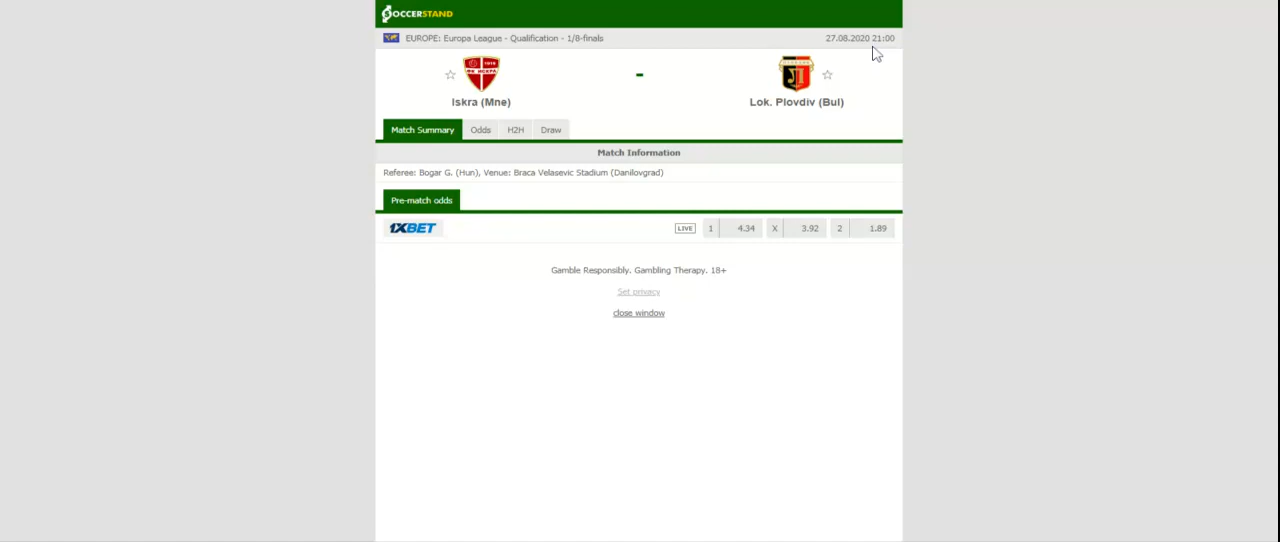 SOCCERSTAND
EUROPE: Europa League - Qualification - 1/8-finals
27.08.2020 21:00
Iskra (Mne)
-
Lok. Plovdiv (Bul)
Match Summary Odds H2H Draw
Match Information
Referee: Bogar G. (Hun), Venue: Braca Velasevic Stadium (Danilovgrad)
Pre-match odds
1XBET LIVE 1 4.34 X 3.92 2 1.89
Gamble Responsibly. Gambling Therapy. 18+
Set privacy
close window